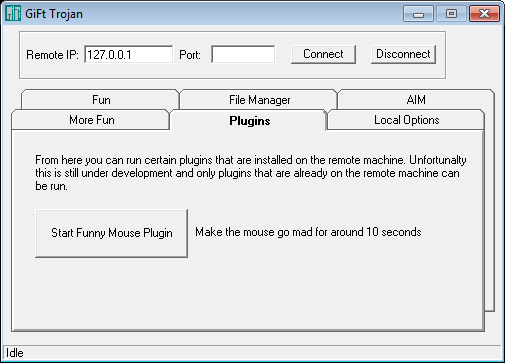 GiFt
GiFt Trojan
Remote IP: 127.0.0.1 Port: Connect Disconnect
Fun File Manager AIM
More Fun Plugins Local Options
From here you can run certain plugins that are installed on the remote machine. Unfortunalty
this is still under development and only plugins that are already on the remote machine can
be run.
Start Funny Mouse Plugin Make the mouse go mad for around 10 seconds
Idle